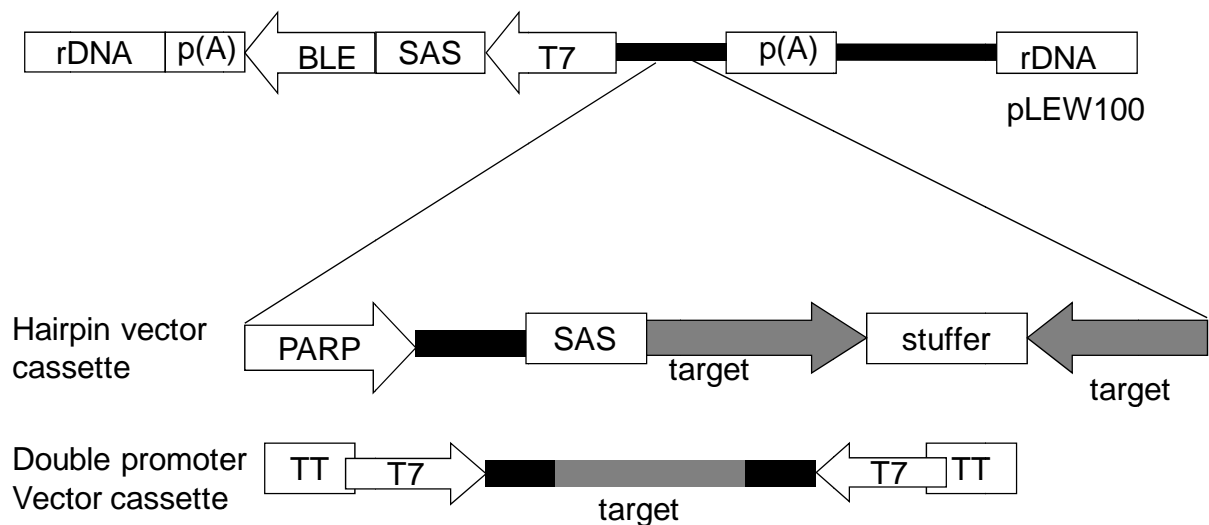 rDNA p(A) BLE SAS T7 p(A) rDNA
pLEW100
Hairpin vector
cassette
PARP SAS target stuffer target
Double promoter
Vector cassette
TT T7 target T7 TT